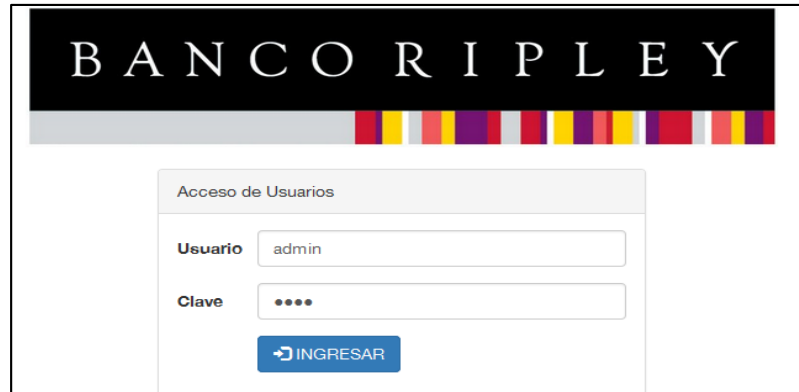 BANCO RIPLEY
Acceso de Usuarios
Usuario admin
Clave ••••
INGRESAR